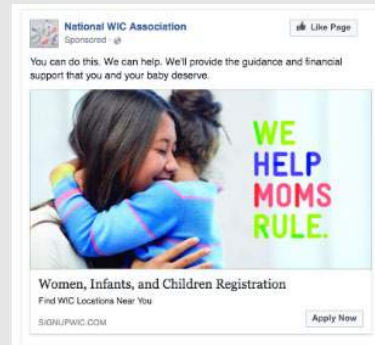 National WIC Association
Like Page
Sponsored ·
You can do this. We can help. We'll provide the guidance and financial
support that you and your baby deserve.
WE
HELP
MOMS
RULE.
Women, Infants, and Children Registration
Find WIC Locations Near You
SIGNUPWIC.COM
Apply Now